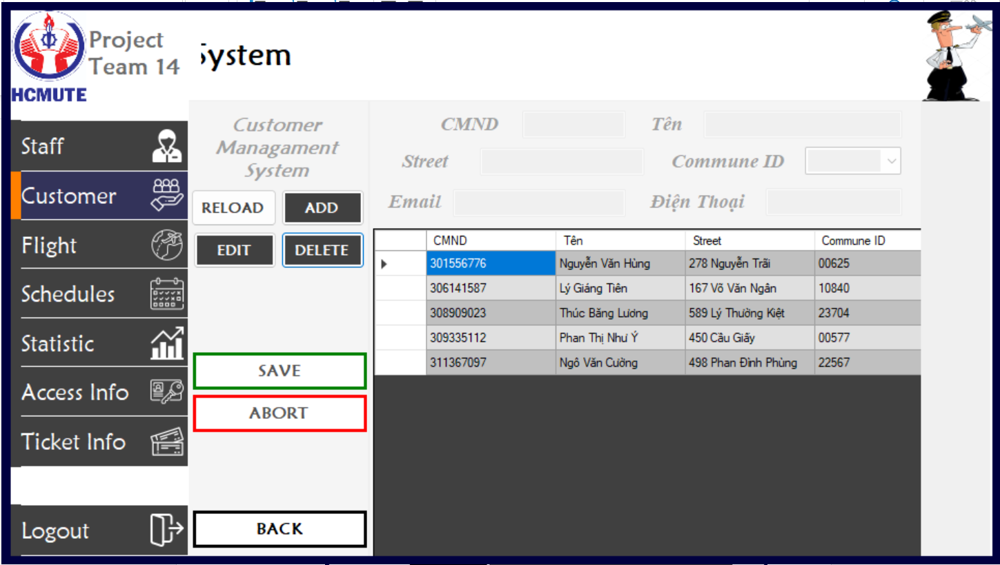 Project
Team 14
HCMUTE
System
Staff
Customer
Flight
Schedules
Statistic
Access Info
Ticket Info
Logout
Customer
Managament
System
RELOAD
ADD
EDIT
DELETE
SAVE
ABORT
BACK
CMND
Tên
Street
Commune ID
Email
Điện Thoại
CMND Tên Street Commune ID
301556776 Nguyễn Văn Hùng 278 Nguyễn Trãi 00625
306141587 Lý Giáng Tiên 167 Võ Văn Ngân 10840
308909023 Thúc Băng Lương 589 Lý Thường Kiệt 23704
309335112 Phan Thị Như Ý 450 Cầu Giấy 00577
311367097 Ngô Văn Cường 498 Phan Đình Phùng 22567